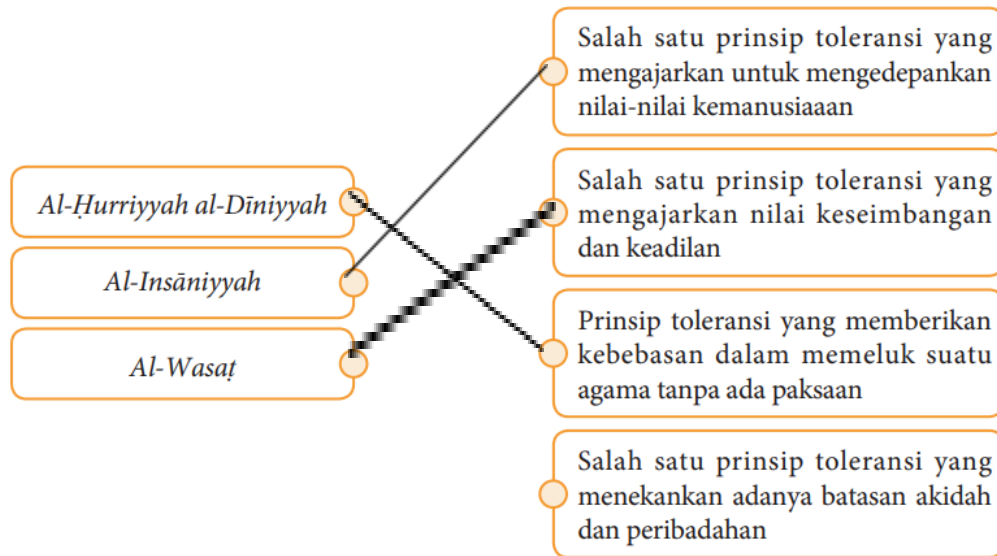 Al-Ḥurriyyah al-Dīniyyah
Al-Insāniyyah
Al-Wasaṭ
Salah satu prinsip toleransi yang
mengajarkan untuk mengedepankan
nilai-nilai kemanusiaaan
Salah satu prinsip toleransi yang
mengajarkan nilai keseimbangan
dan keadilan
Prinsip toleransi yang memberikan
kebebasan dalam memeluk suatu
agama tanpa ada paksaan
Salah satu prinsip toleransi yang
menekankan adanya batasan akidah
dan peribadahan